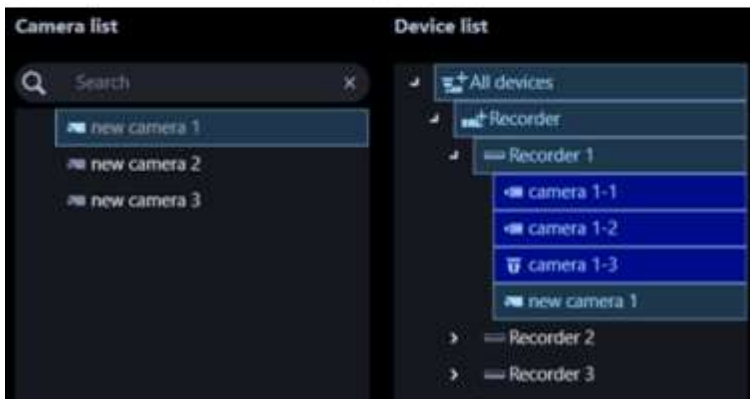 Camera list
Search
new camera 1
new camera 2
new camera 3
Device list
All devices
Recorder
Recorder 1
camera 1-1
camera 1-2
camera 1-3
new camera 1
Recorder 2
Recorder 3